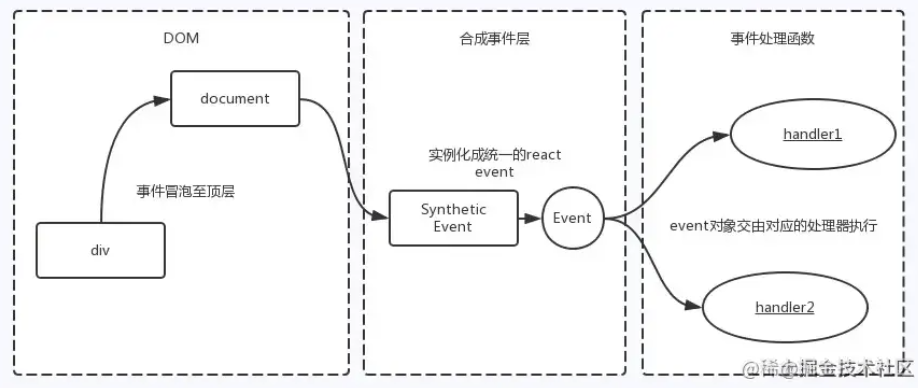 DOM
合成事件层
事件处理函数
document
handler1
实例化成统一的react
event
事件冒泡至顶层
Synthetic
Event
Event
event对象交由对应的处理器执行
div
handler2
@稀土掘金技术社区